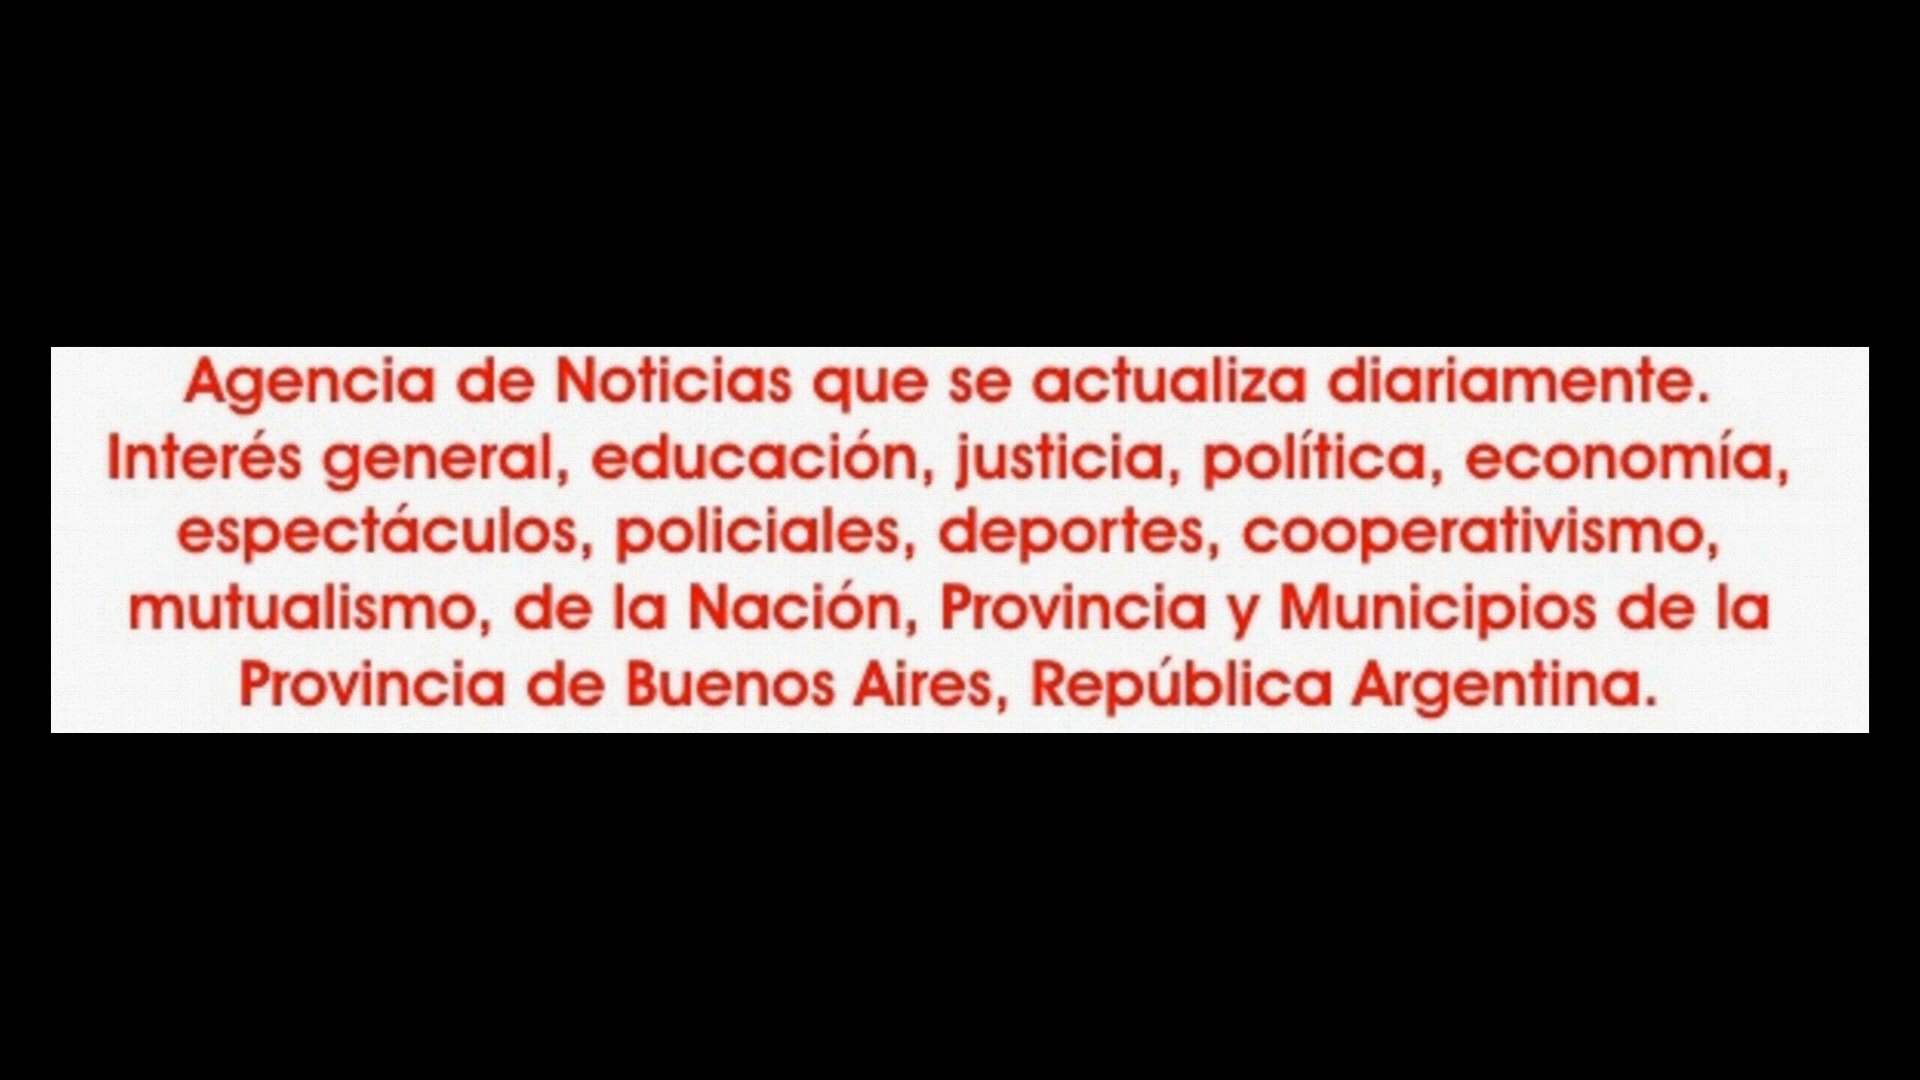 Agencia de Noticias que se actualiza diariamente.
Interés general, educación, justicia, política, economía,
espectáculos, policiales, deportes, cooperativismo,
mutualismo, de la Nación, Provincia y Municipios de la
Provincia de Buenos Aires, República Argentina.